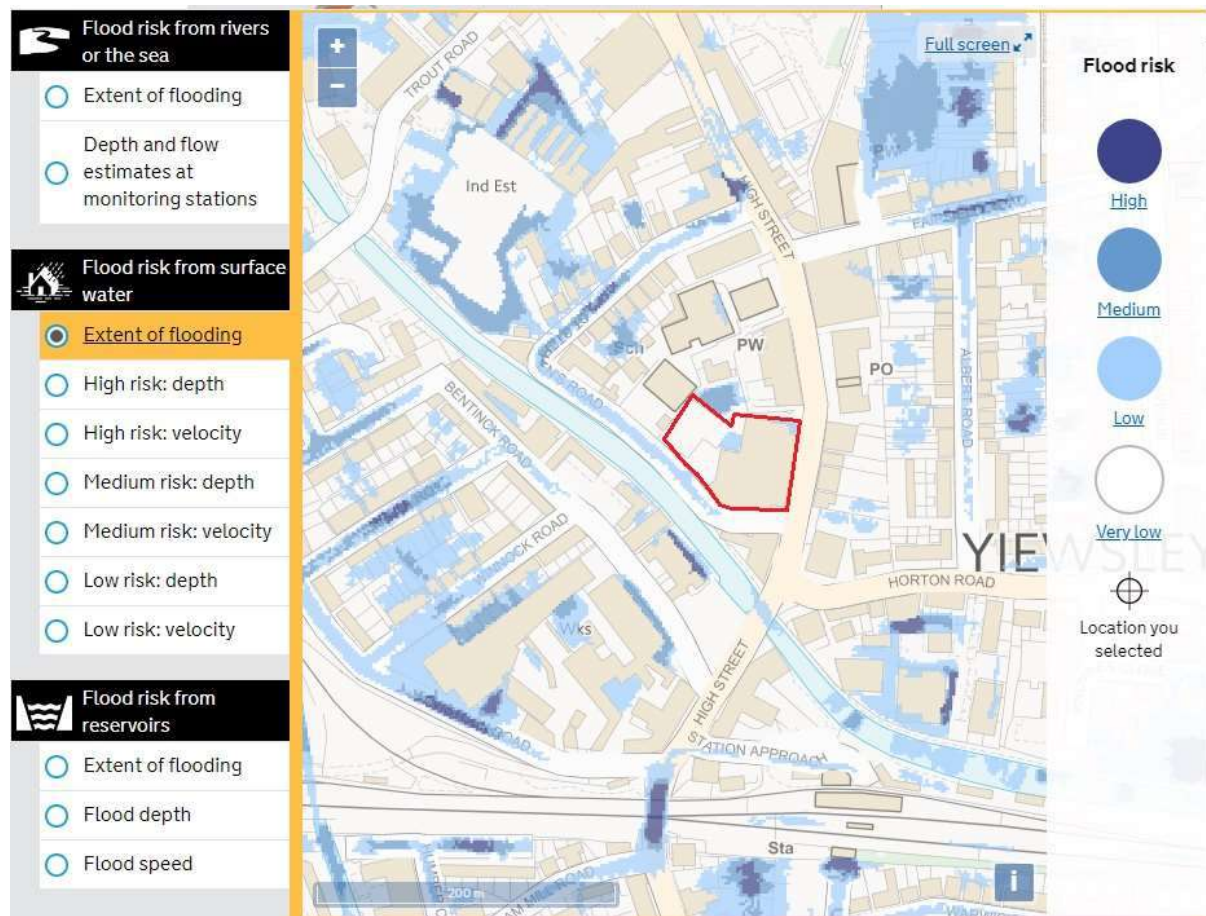 Flood risk from rivers
or the sea
Extent of flooding
Depth and flow
estimates at
monitoring stations
Flood risk from surface
water
Extent of flooding
High risk: depth
High risk: velocity
Medium risk: depth
Medium risk: velocity
Low risk: depth
Low risk: velocity
Flood risk from
reservoirs
Extent of flooding
Flood depth
Flood speed
+
−
Full screen
TROUT ROAD
Ind Est
HIGH STREET
Sch
PW
PO
ALBERT ROAD
BENTINCK ROAD
YIEWSLEY
HORTON ROAD
Wks
HIGH STREET
STATION APPROACH
Sta
200 m
i
Flood risk
High
Medium
Low
Very low
Location you
selected